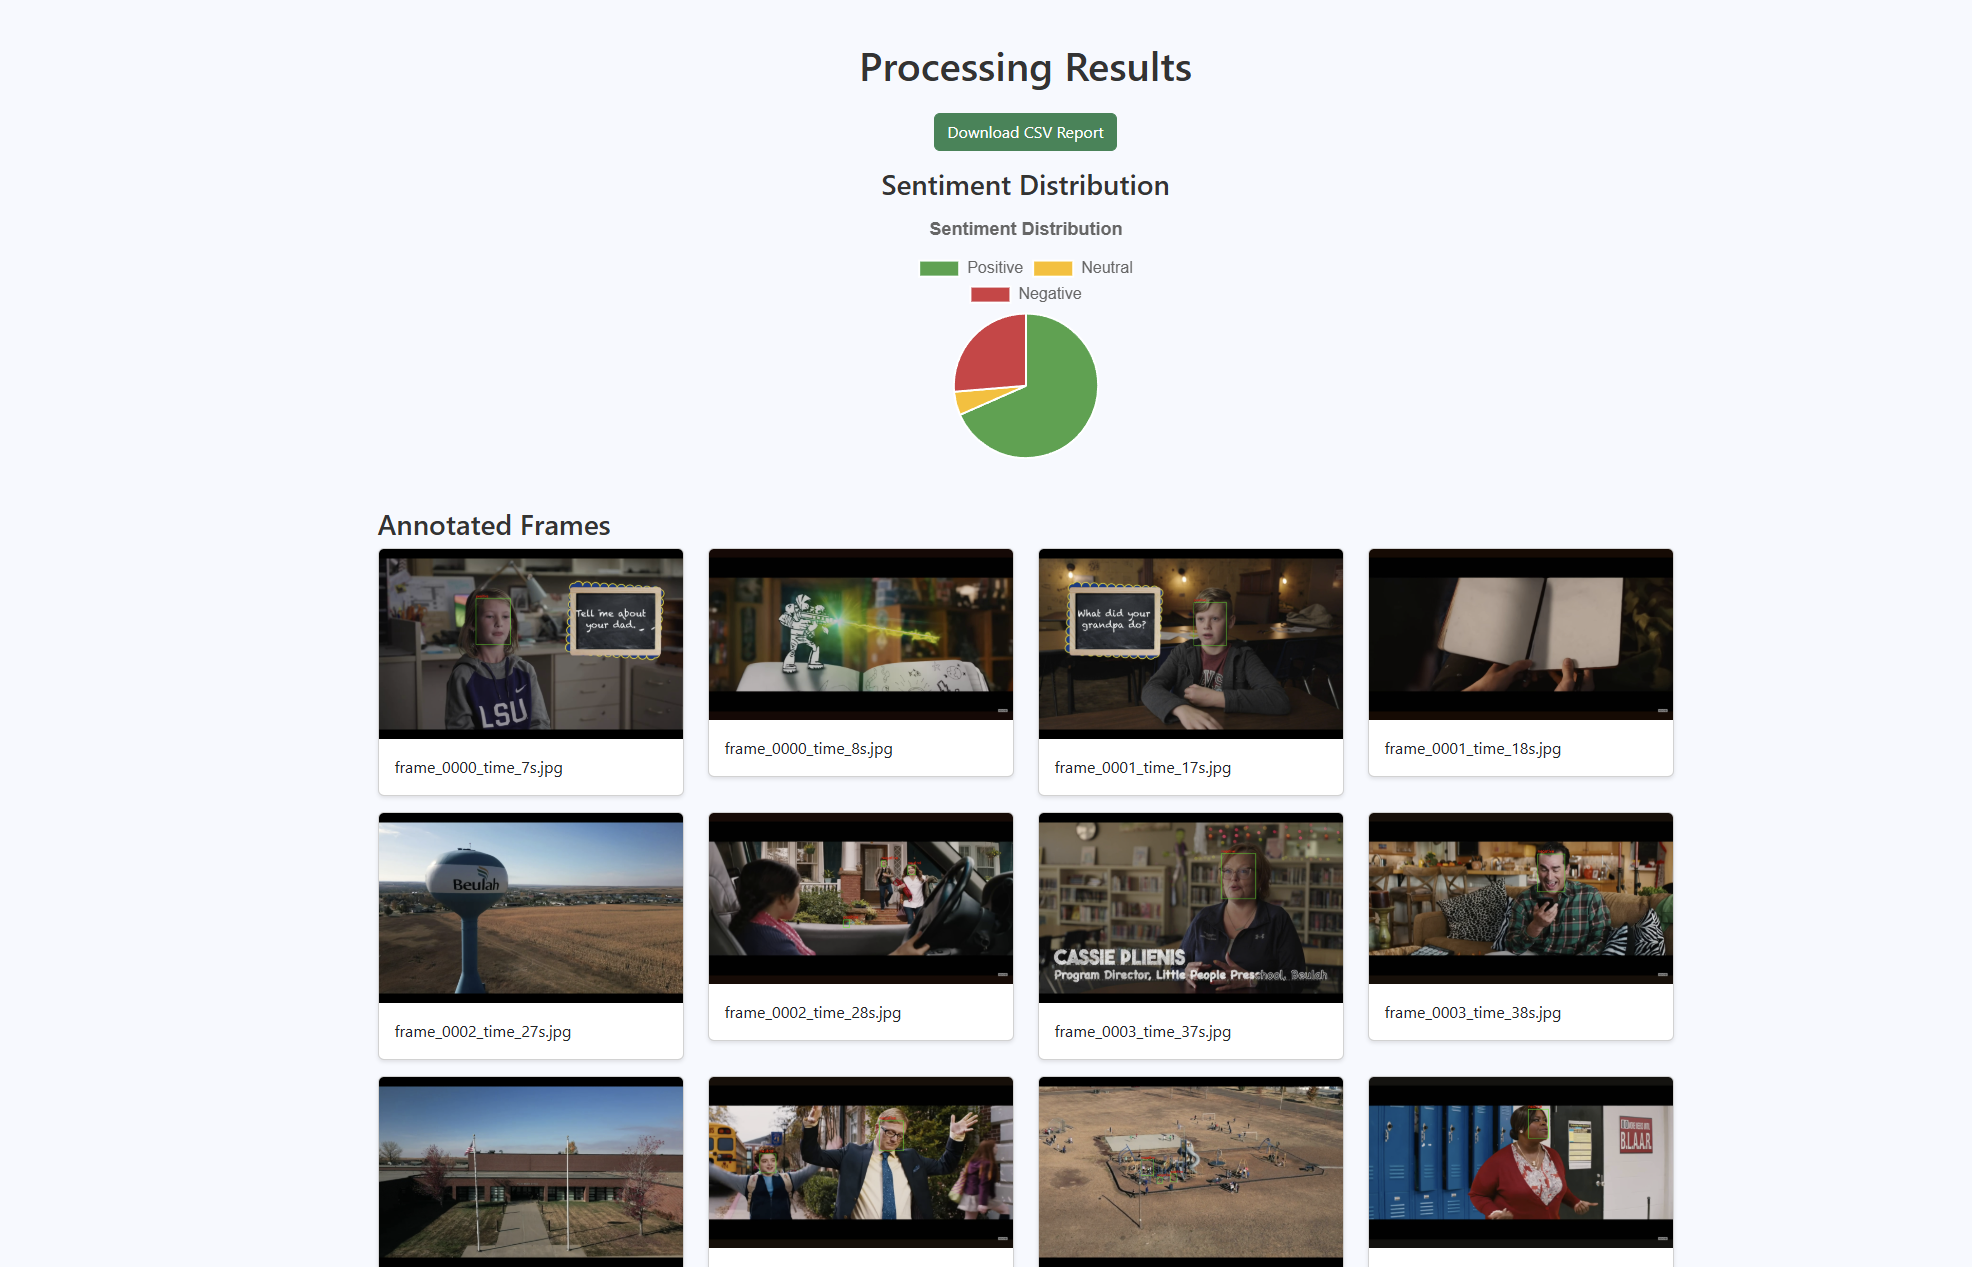 Processing Results
Download CSV Report
Sentiment Distribution
Sentiment Distribution
Positive
Neutral
Negative
Annotated Frames
Tell me about
your dad.
LSU
frame_0000_time_7s.jpg
frame_0000_time_8s.jpg
What did your
grandpa do?
frame_0001_time_17s.jpg
frame_0001_time_18s.jpg
Beulah
frame_0002_time_27s.jpg
frame_0002_time_28s.jpg
CASSIE PLIENIS
Program Director, Little People Preschool, Beulah
frame_0003_time_37s.jpg
frame_0003_time_38s.jpg
B.L.A.A.R.